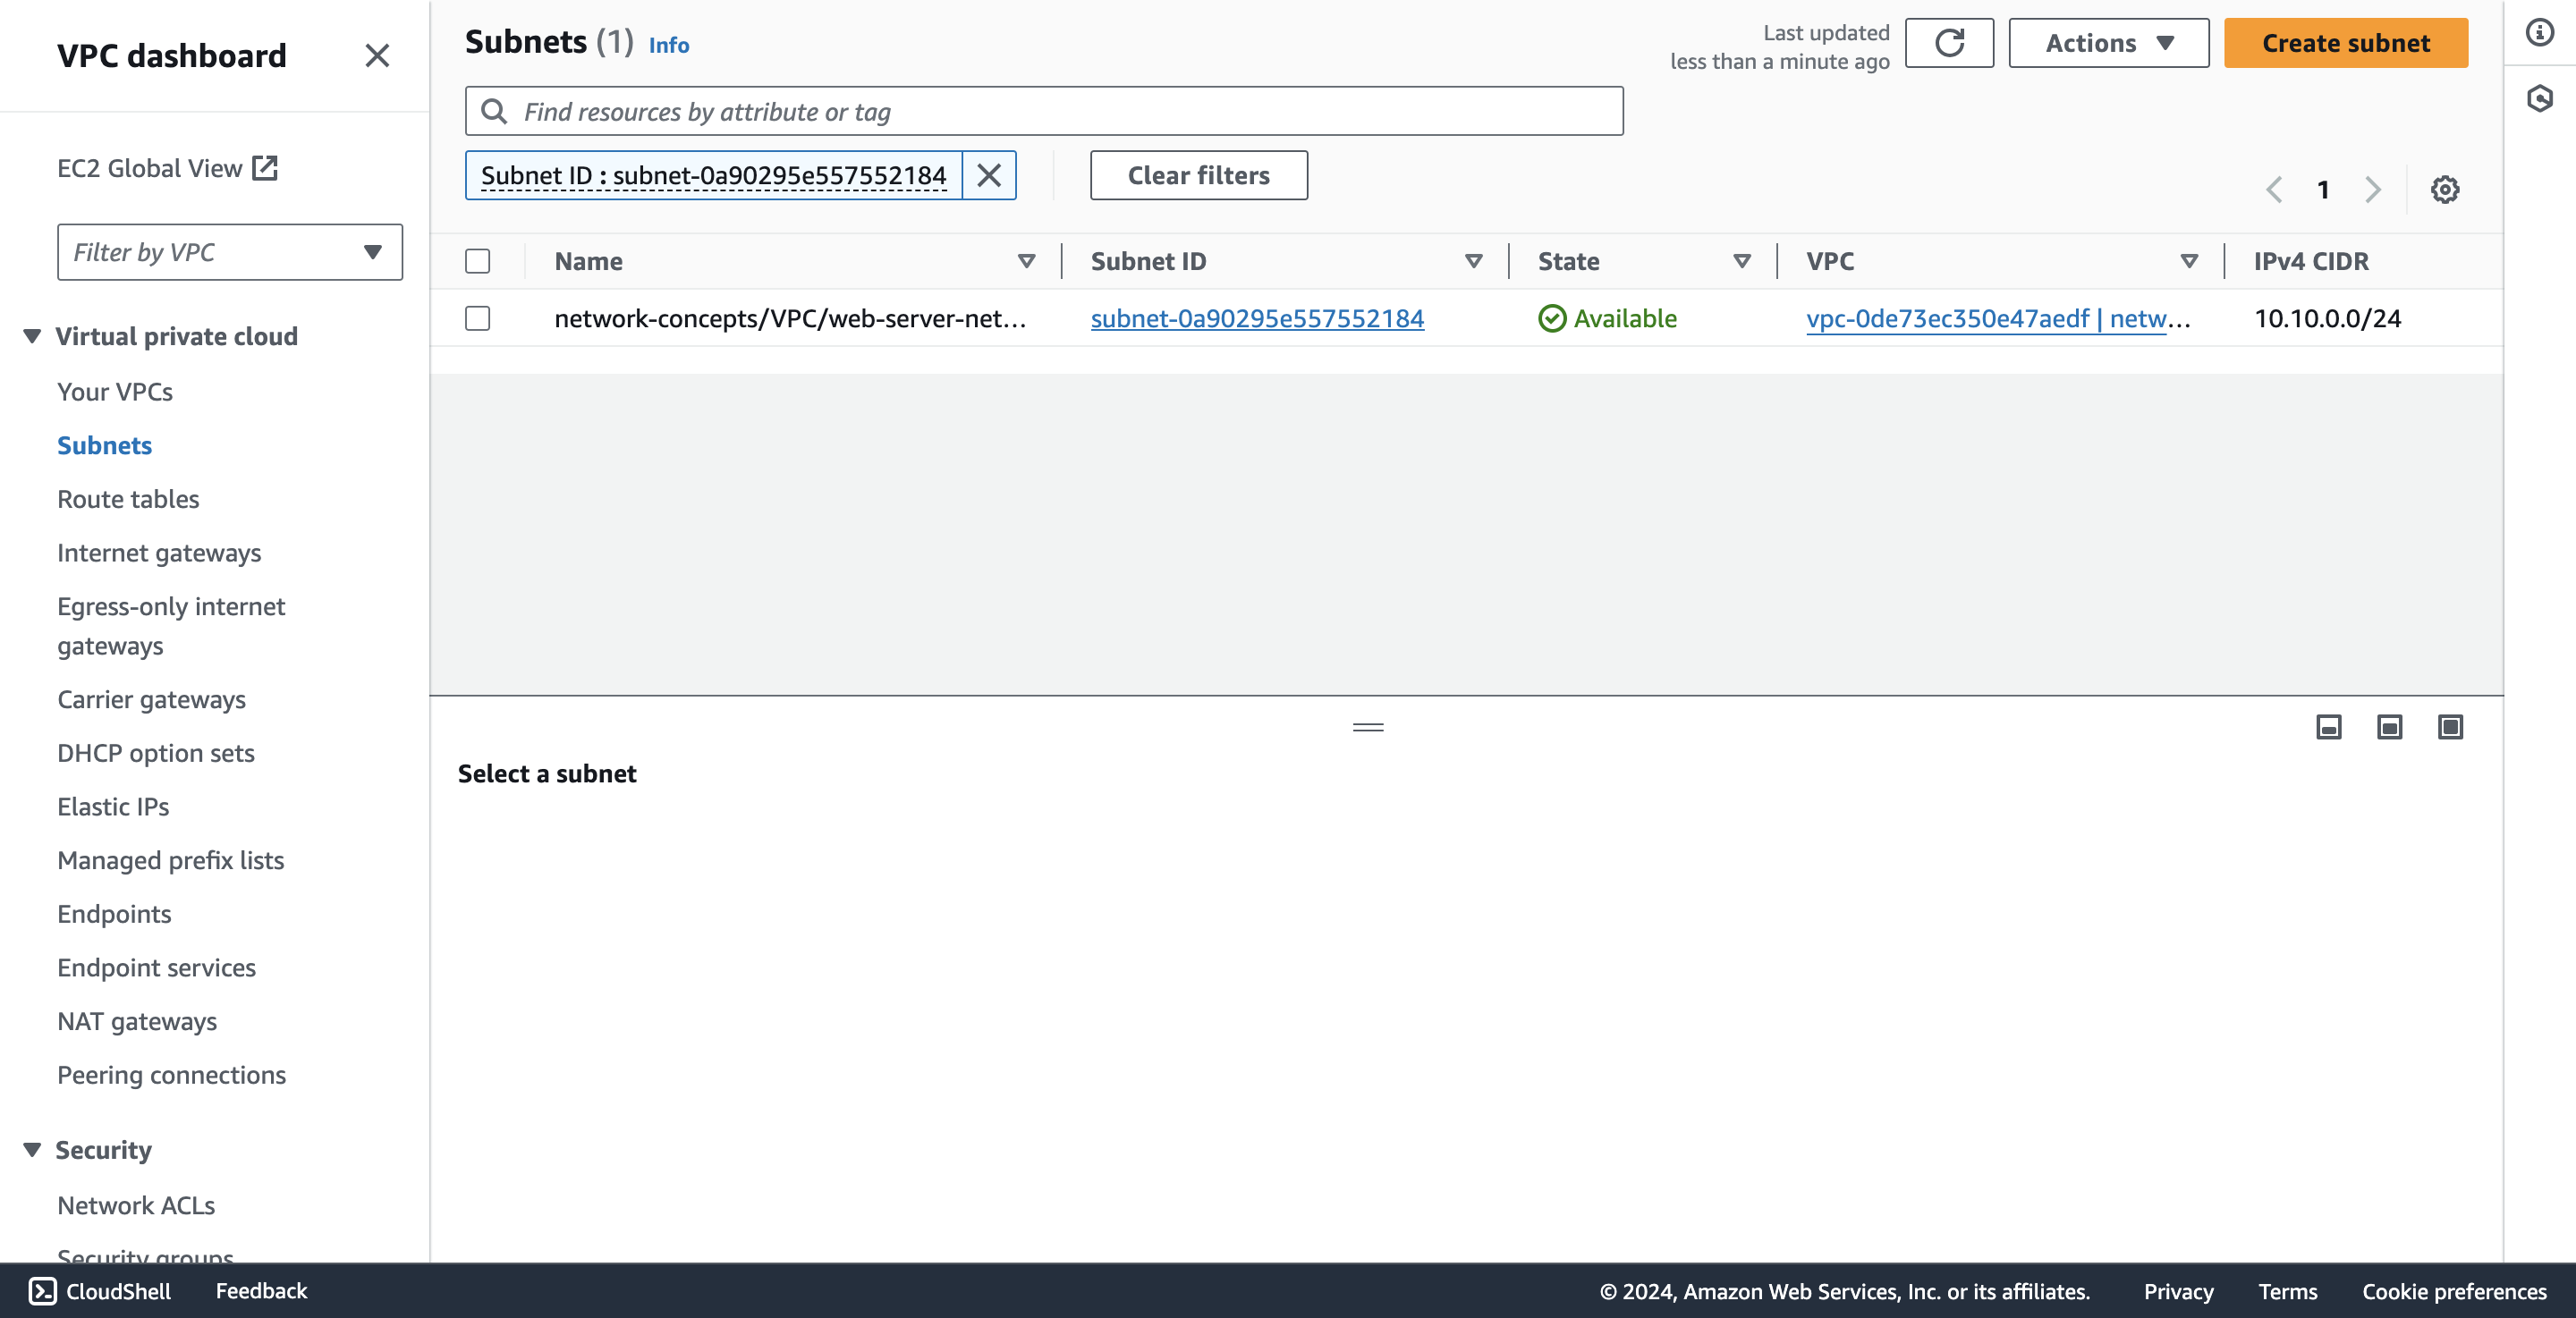 VPC dashboard
EC2 Global View
Filter by VPC
Virtual private cloud
Your VPCs
Subnets
Route tables
Internet gateways
Egress-only internet
gateways
Carrier gateways
DHCP option sets
Elastic IPs
Managed prefix lists
Endpoints
Endpoint services
NAT gateways
Peering connections
Security
Network ACLs
Security groups
Subnets (1) Info
Last updated
less than a minute ago
Actions
Create subnet
Find resources by attribute or tag
Subnet ID : subnet-0a90295e557552184
Clear filters
1
Name Subnet ID State VPC IPv4 CIDR
network-concepts/VPC/web-server-net... subnet-0a90295e557552184 Available vpc-0de73ec350e47aedf | netw... 10.10.0.0/24
Select a subnet
CloudShell Feedback © 2024, Amazon Web Services, Inc. or its affiliates. Privacy Terms Cookie preferences